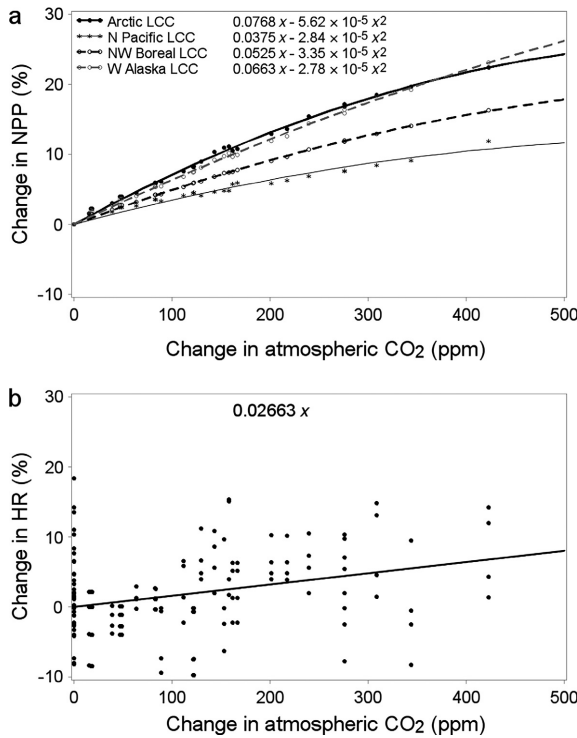 a
Arctic LCC 0.0768 x - 5.62 × 10-5 x2
N Pacific LCC 0.0375 x - 2.84 × 10-5 x2
NW Boreal LCC 0.0525 x - 3.35 × 10-5 x2
W Alaska LCC 0.0663 x - 2.78 × 10-5 x2
30
20
10
0
-10
Change in NPP (%)
0 100 200 300 400 500
Change in atmospheric CO2 (ppm)
b
0.02663 x
30
20
10
0
-10
Change in HR (%)
0 100 200 300 400 500
Change in atmospheric CO2 (ppm)